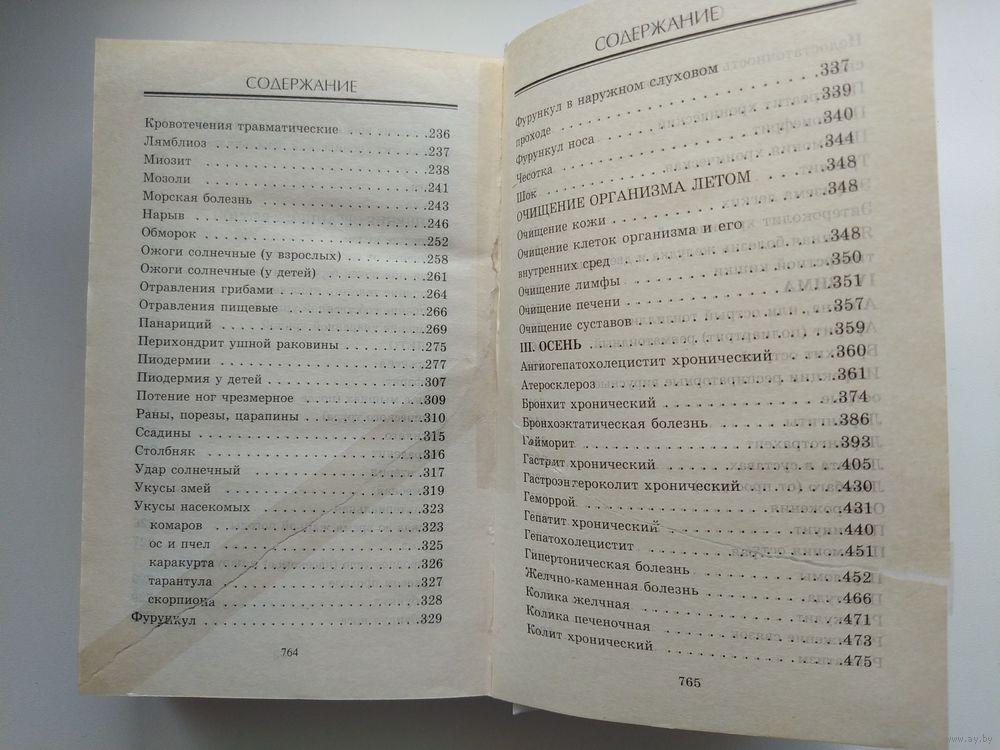 СОДЕРЖАНИЕ
Кровотечения травматические . . . . . . . . .236
Лямблиоз . . . . . . . . . . . . . . . . . . . . . . .237
Миозит . . . . . . . . . . . . . . . . . . . . . . . .238
Мозоли . . . . . . . . . . . . . . . . . . . . . . . .241
Морская болезнь . . . . . . . . . . . . . . . . . .243
Нарыв . . . . . . . . . . . . . . . . . . . . . . . . .246
Обморок . . . . . . . . . . . . . . . . . . . . . . .252
Ожоги солнечные (у взрослых) . . . . . . . . .258
Ожоги солнечные (у детей) . . . . . . . . . . .261
Отравления грибами . . . . . . . . . . . . . . .264
Отравления пищевые . . . . . . . . . . . . . . .266
Панариций . . . . . . . . . . . . . . . . . . . . .269
Перихондрит ушной раковины . . . . . . . . .275
Пиодермии . . . . . . . . . . . . . . . . . . . . .277
Пиодермия у детей . . . . . . . . . . . . . . . .307
Потение ног чрезмерное . . . . . . . . . . . . .309
Раны, порезы, царапины . . . . . . . . . . . . .310
Ссадины . . . . . . . . . . . . . . . . . . . . . . .315
Столбняк . . . . . . . . . . . . . . . . . . . . . .316
Удар солнечный . . . . . . . . . . . . . . . . . .317
Укусы змей . . . . . . . . . . . . . . . . . . . . .319
Укусы насекомых . . . . . . . . . . . . . . . . .323
комаров . . . . . . . . . . . . . . . . . . . . . .323
ос и пчел . . . . . . . . . . . . . . . . . . . . .325
каракурта . . . . . . . . . . . . . . . . . . . . .326
тарантула . . . . . . . . . . . . . . . . . . . . .327
скорпиона . . . . . . . . . . . . . . . . . . . . .328
Фурункул . . . . . . . . . . . . . . . . . . . . . .329
764
СОДЕРЖАНИЕ
Фурункул в наружном слуховом
проходе . . . . . . . . . . . . . . . . . . . . . .337
Фурункул носа . . . . . . . . . . . . . . . . . .339
Чесотка . . . . . . . . . . . . . . . . . . . . . .340
Шок . . . . . . . . . . . . . . . . . . . . . . . .344
ОЧИЩЕНИЕ ОРГАНИЗМА ЛЕТОМ . . . . .348
Очищение кожи . . . . . . . . . . . . . . . . .348
Очищение клеток организма и его
внутренних сред . . . . . . . . . . . . . . . .348
Очищение лимфы . . . . . . . . . . . . . . . .350
Очищение печени . . . . . . . . . . . . . . . .351
Очищение суставов . . . . . . . . . . . . . . .357
III. ОСЕНЬ . . . . . . . . . . . . . . . . . . . .359
Ангиогепатохолецистит хронический . . . . .360
Атеросклероз . . . . . . . . . . . . . . . . . . .361
Бронхит хронический . . . . . . . . . . . . . .374
Бронхоэктатическая болезнь . . . . . . . . . .386
Гайморит . . . . . . . . . . . . . . . . . . . . .393
Гастрит хронический . . . . . . . . . . . . . .405
Гастроэнтероколит хронический . . . . . . . .430
Геморрой . . . . . . . . . . . . . . . . . . . . .431
Гепатит хронический . . . . . . . . . . . . . .440
Гепатохолецистит . . . . . . . . . . . . . . . .451
Гипертоническая болезнь . . . . . . . . . . . .452
Желчно-каменная болезнь . . . . . . . . . . .466
Колика желчная . . . . . . . . . . . . . . . . .471
Колика печеночная . . . . . . . . . . . . . . .473
Колит хронический . . . . . . . . . . . . . . .475
765
www.ay.by